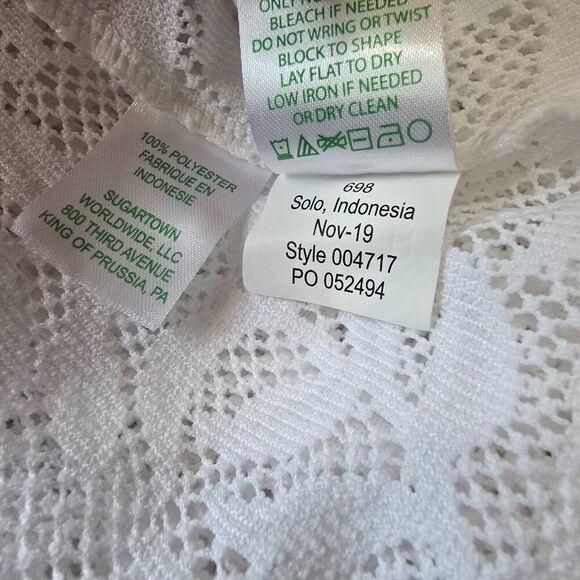 BLEACH IF NEEDED
DO NOT WRING OR TWIST
BLOCK TO SHAPE
LAY FLAT TO DRY
LOW IRON IF NEEDED
OR DRY CLEAN
100% POLYESTER
FABRIQUE EN
INDONESIE
SUGARTOWN
WORLDWIDE, LLC
800 THIRD AVENUE
KING OF PRUSSIA, PA
698
Solo, Indonesia
Nov-19
Style 004717
PO 052494